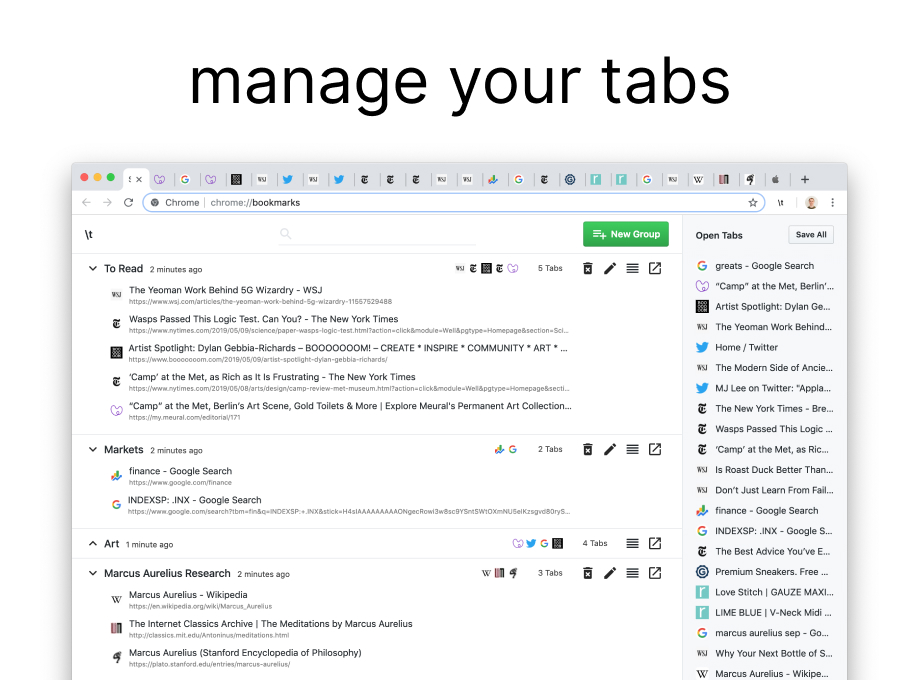 manage your tabs
Chrome | chrome://bookmarks
\t
\t
New Group
Open Tabs
Save All
To Read 2 minutes ago
5 Tabs
The Yeoman Work Behind 5G Wizardry - WSJ
https://www.wsj.com/articles/the-yeoman-work-behind-5g-wizardry-11557529488
Wasps Passed This Logic Test. Can You? - The New York Times
https://www.nytimes.com/2019/05/09/science/paper-wasps-logic-test.html?action=click&module=Well&pgtype=Homepage&section=Sci...
Artist Spotlight: Dylan Gebbia-Richards – BOOOOOOOM! – CREATE * INSPIRE * COMMUNITY * ART * ...
https://www.booooooom.com/2019/05/09/artist-spotlight-dylan-gebbia-richards/
‘Camp’ at the Met, as Rich as It Is Frustrating - The New York Times
https://www.nytimes.com/2019/05/08/arts/design/camp-review-met-museum.html?action=click&module=Well&pgtype=Homepage&secti...
“Camp” at the Met, Berlin’s Art Scene, Gold Toilets & More | Explore Meural's Permanent Art Collection...
https://my.meural.com/editorial/171
Markets 2 minutes ago
2 Tabs
finance - Google Search
https://www.google.com/finance
INDEXSP: .INX - Google Search
Art 1 minute ago
4 Tabs
Marcus Aurelius Research 2 minutes ago
3 Tabs
Marcus Aurelius - Wikipedia
https://en.wikipedia.org/wiki/Marcus_Aurelius
The Internet Classics Archive | The Meditations by Marcus Aurelius
http://classics.mit.edu/Antoninus/meditations.html
Marcus Aurelius (Stanford Encyclopedia of Philosophy)
https://plato.stanford.edu/entries/marcus-aurelius/
greats - Google Search
“Camp” at the Met, Berlin’...
Artist Spotlight: Dylan Ge...
The Yeoman Work Behind...
Home / Twitter
The Modern Side of Ancie...
MJ Lee on Twitter: "Appla...
The New York Times - Bre...
Wasps Passed This Logic ...
‘Camp’ at the Met, as Ric...
Is Roast Duck Better Than...
Don’t Just Learn From Fail...
finance - Google Search
INDEXSP: .INX - Google S...
The Best Advice You’ve E...
Premium Sneakers. Free ...
Love Stitch | GAUZE MAXI...
LIME BLUE | V-Neck Midi ...
marcus aurelius sep - Go...
Why Your Next Bottle of S...
Marcus Aurelius - Wikipe...